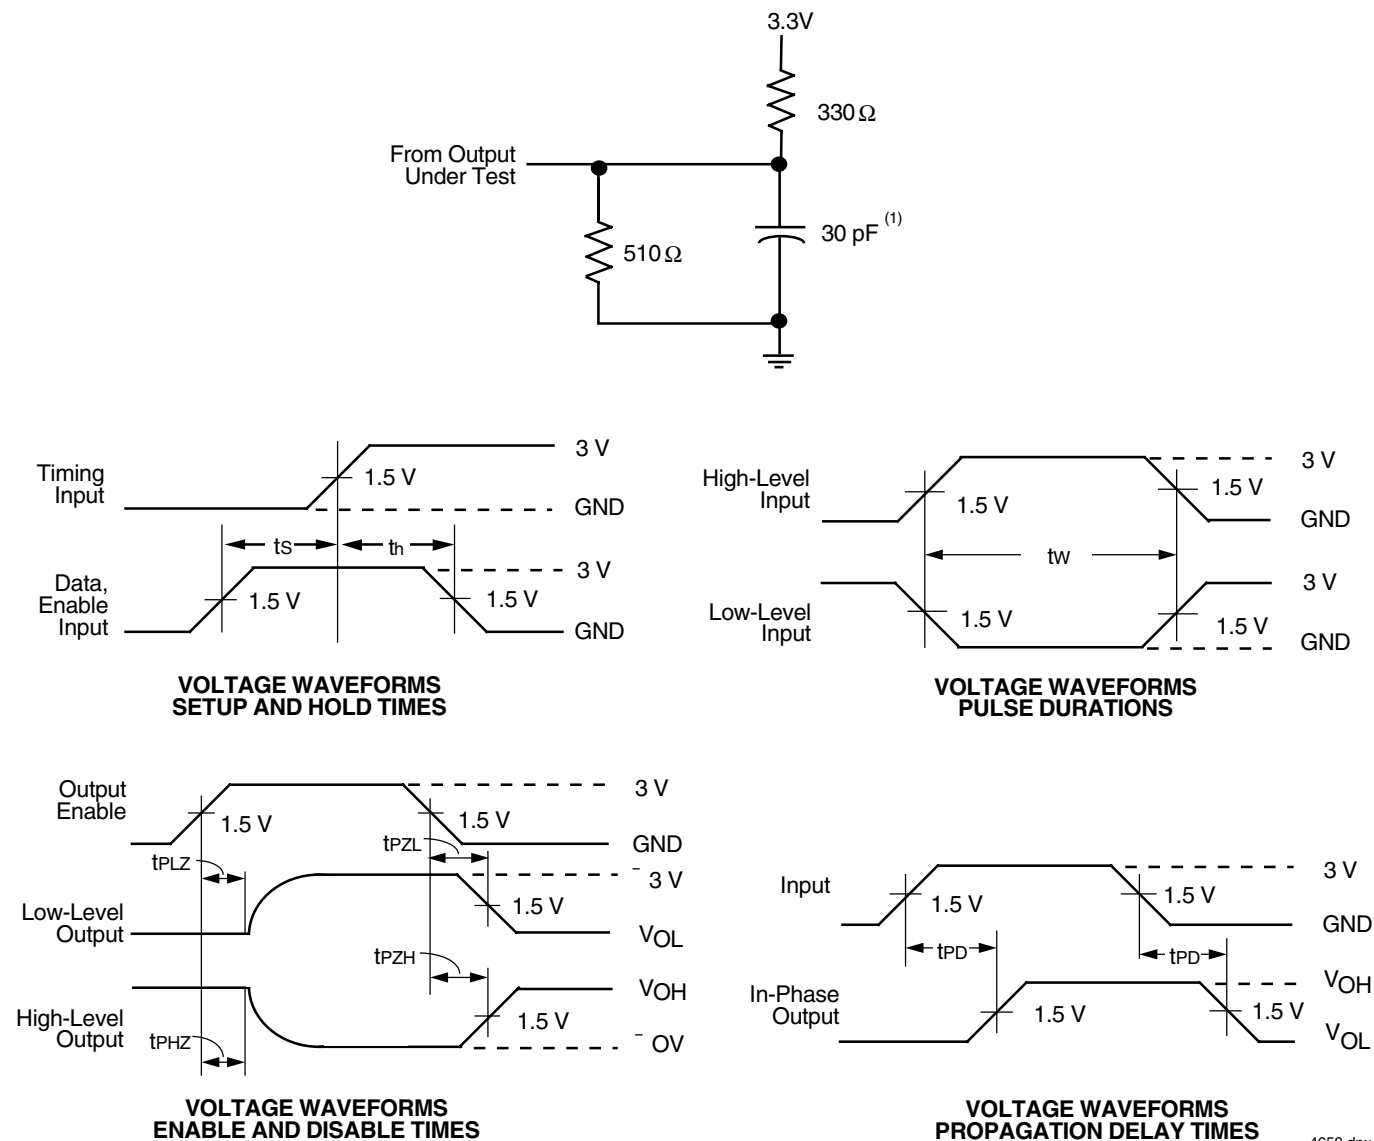 3.3V
330 Ω
From Output
Under Test
30 pF (1)
510 Ω
Timing
Input
3 V
1.5 V
GND
tS
th
Data,
Enable
Input
3 V
1.5 V
1.5 V
GND
VOLTAGE WAVEFORMS
SETUP AND HOLD TIMES
High-Level
Input
3 V
1.5 V
1.5 V
GND
tW
Low-Level
Input
3 V
1.5 V
1.5 V
GND
VOLTAGE WAVEFORMS
PULSE DURATIONS
Output
Enable
3 V
1.5 V
1.5 V
GND
tPLZ
tPZL
Low-Level
Output
3 V
1.5 V
VOL
tPZH
High-Level
Output
VOH
1.5 V
OV
tPHZ
VOLTAGE WAVEFORMS
ENABLE AND DISABLE TIMES
Input
3 V
1.5 V
1.5 V
GND
tPD
tPD
In-Phase
Output
VOH
1.5 V
1.5 V
VOL
VOLTAGE WAVEFORMS
PROPAGATION DELAY TIMES